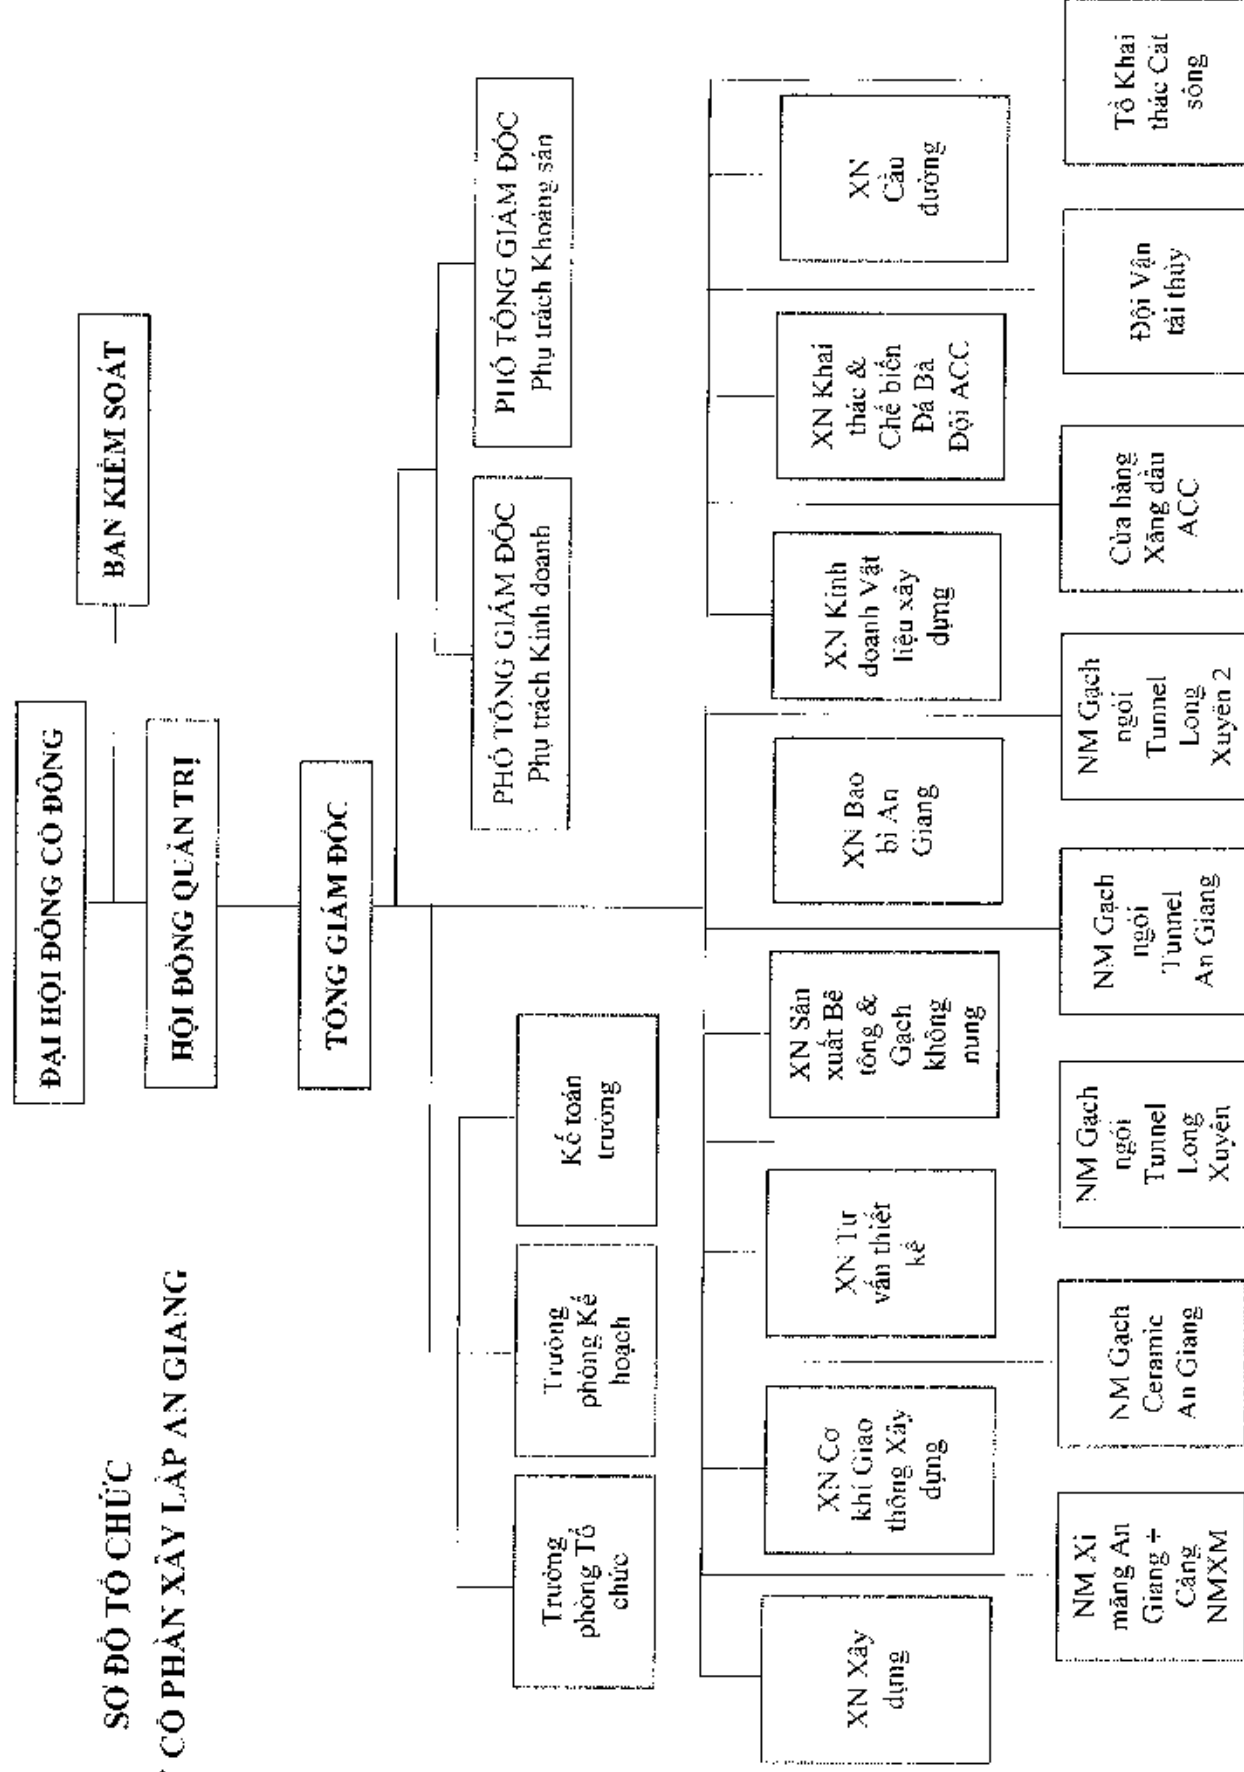 SƠ ĐỒ TỔ CHỨC
CỔ PHẦN XÂY LẮP AN GIANG
ĐẠI HỘI ĐỒNG CỔ ĐÔNG
BAN KIỂM SOÁT
HỘI ĐỒNG QUẢN TRỊ
TỔNG GIÁM ĐỐC
PHÓ TỔNG GIÁM ĐỐC
Phụ trách Kinh doanh
PHÓ TỔNG GIÁM ĐỐC
Phụ trách Khoáng sản
Trưởng
phòng Tổ
chức
Trưởng
phòng Kế
hoạch
Kế toán
trưởng
XN Xây
dựng
XN Cơ
khí Giao
thông Xây
dựng
XN Tư
vấn thiết
kế
XN Sản
xuất Bê
tông &
Gạch
không
nung
XN Bao
bì An
Giang
XN Kinh
doanh Vật
liệu xây
dựng
XN Khai
thác &
Chế biến
Đá Bà
Đội ACC
XN
Cầu
đường
NM Xi
măng An
Giang +
Cảng
NMXM
NM Gạch
Ceramic
An Giang
NM Gạch
ngói
Tunnel
Long
Xuyên
NM Gạch
ngói
Tunnel
An Giang
NM Gạch
ngói
Tunnel
Long
Xuyên 2
Cửa hàng
Xăng dầu
ACC
Đội Vận
tải thủy
Tổ Khai
thác Cát
sông